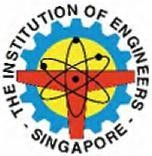 THE INSTITUTION OF ENGINEERS
- SINGAPORE -